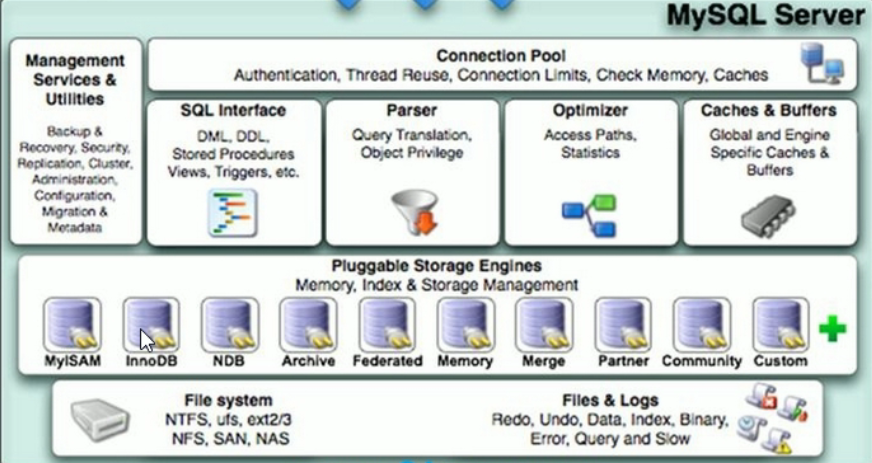 MySQL Server
Management
Services &
Utilities
Backup &
Recovery, Security,
Replication, Cluster,
Administration,
Configuration,
Migration &
Metadata
Connection Pool
Authentication, Thread Reuse, Connection Limits, Check Memory, Caches
SQL Interface
DML, DDL,
Stored Procedures
Views, Triggers, etc.
Parser
Query Translation,
Object Privilege
Optimizer
Access Paths,
Statistics
Caches & Buffers
Global and Engine
Specific Caches &
Buffers
Pluggable Storage Engines
Memory, Index & Storage Management
MyISAM
InnoDB
NDB
Archive
Federated
Memory
Merge
Partner
Community
Custom
File system
NTFS, ufs, ext2/3
NFS, SAN, NAS
Files & Logs
Redo, Undo, Data, Index, Binary,
Error, Query and Slow